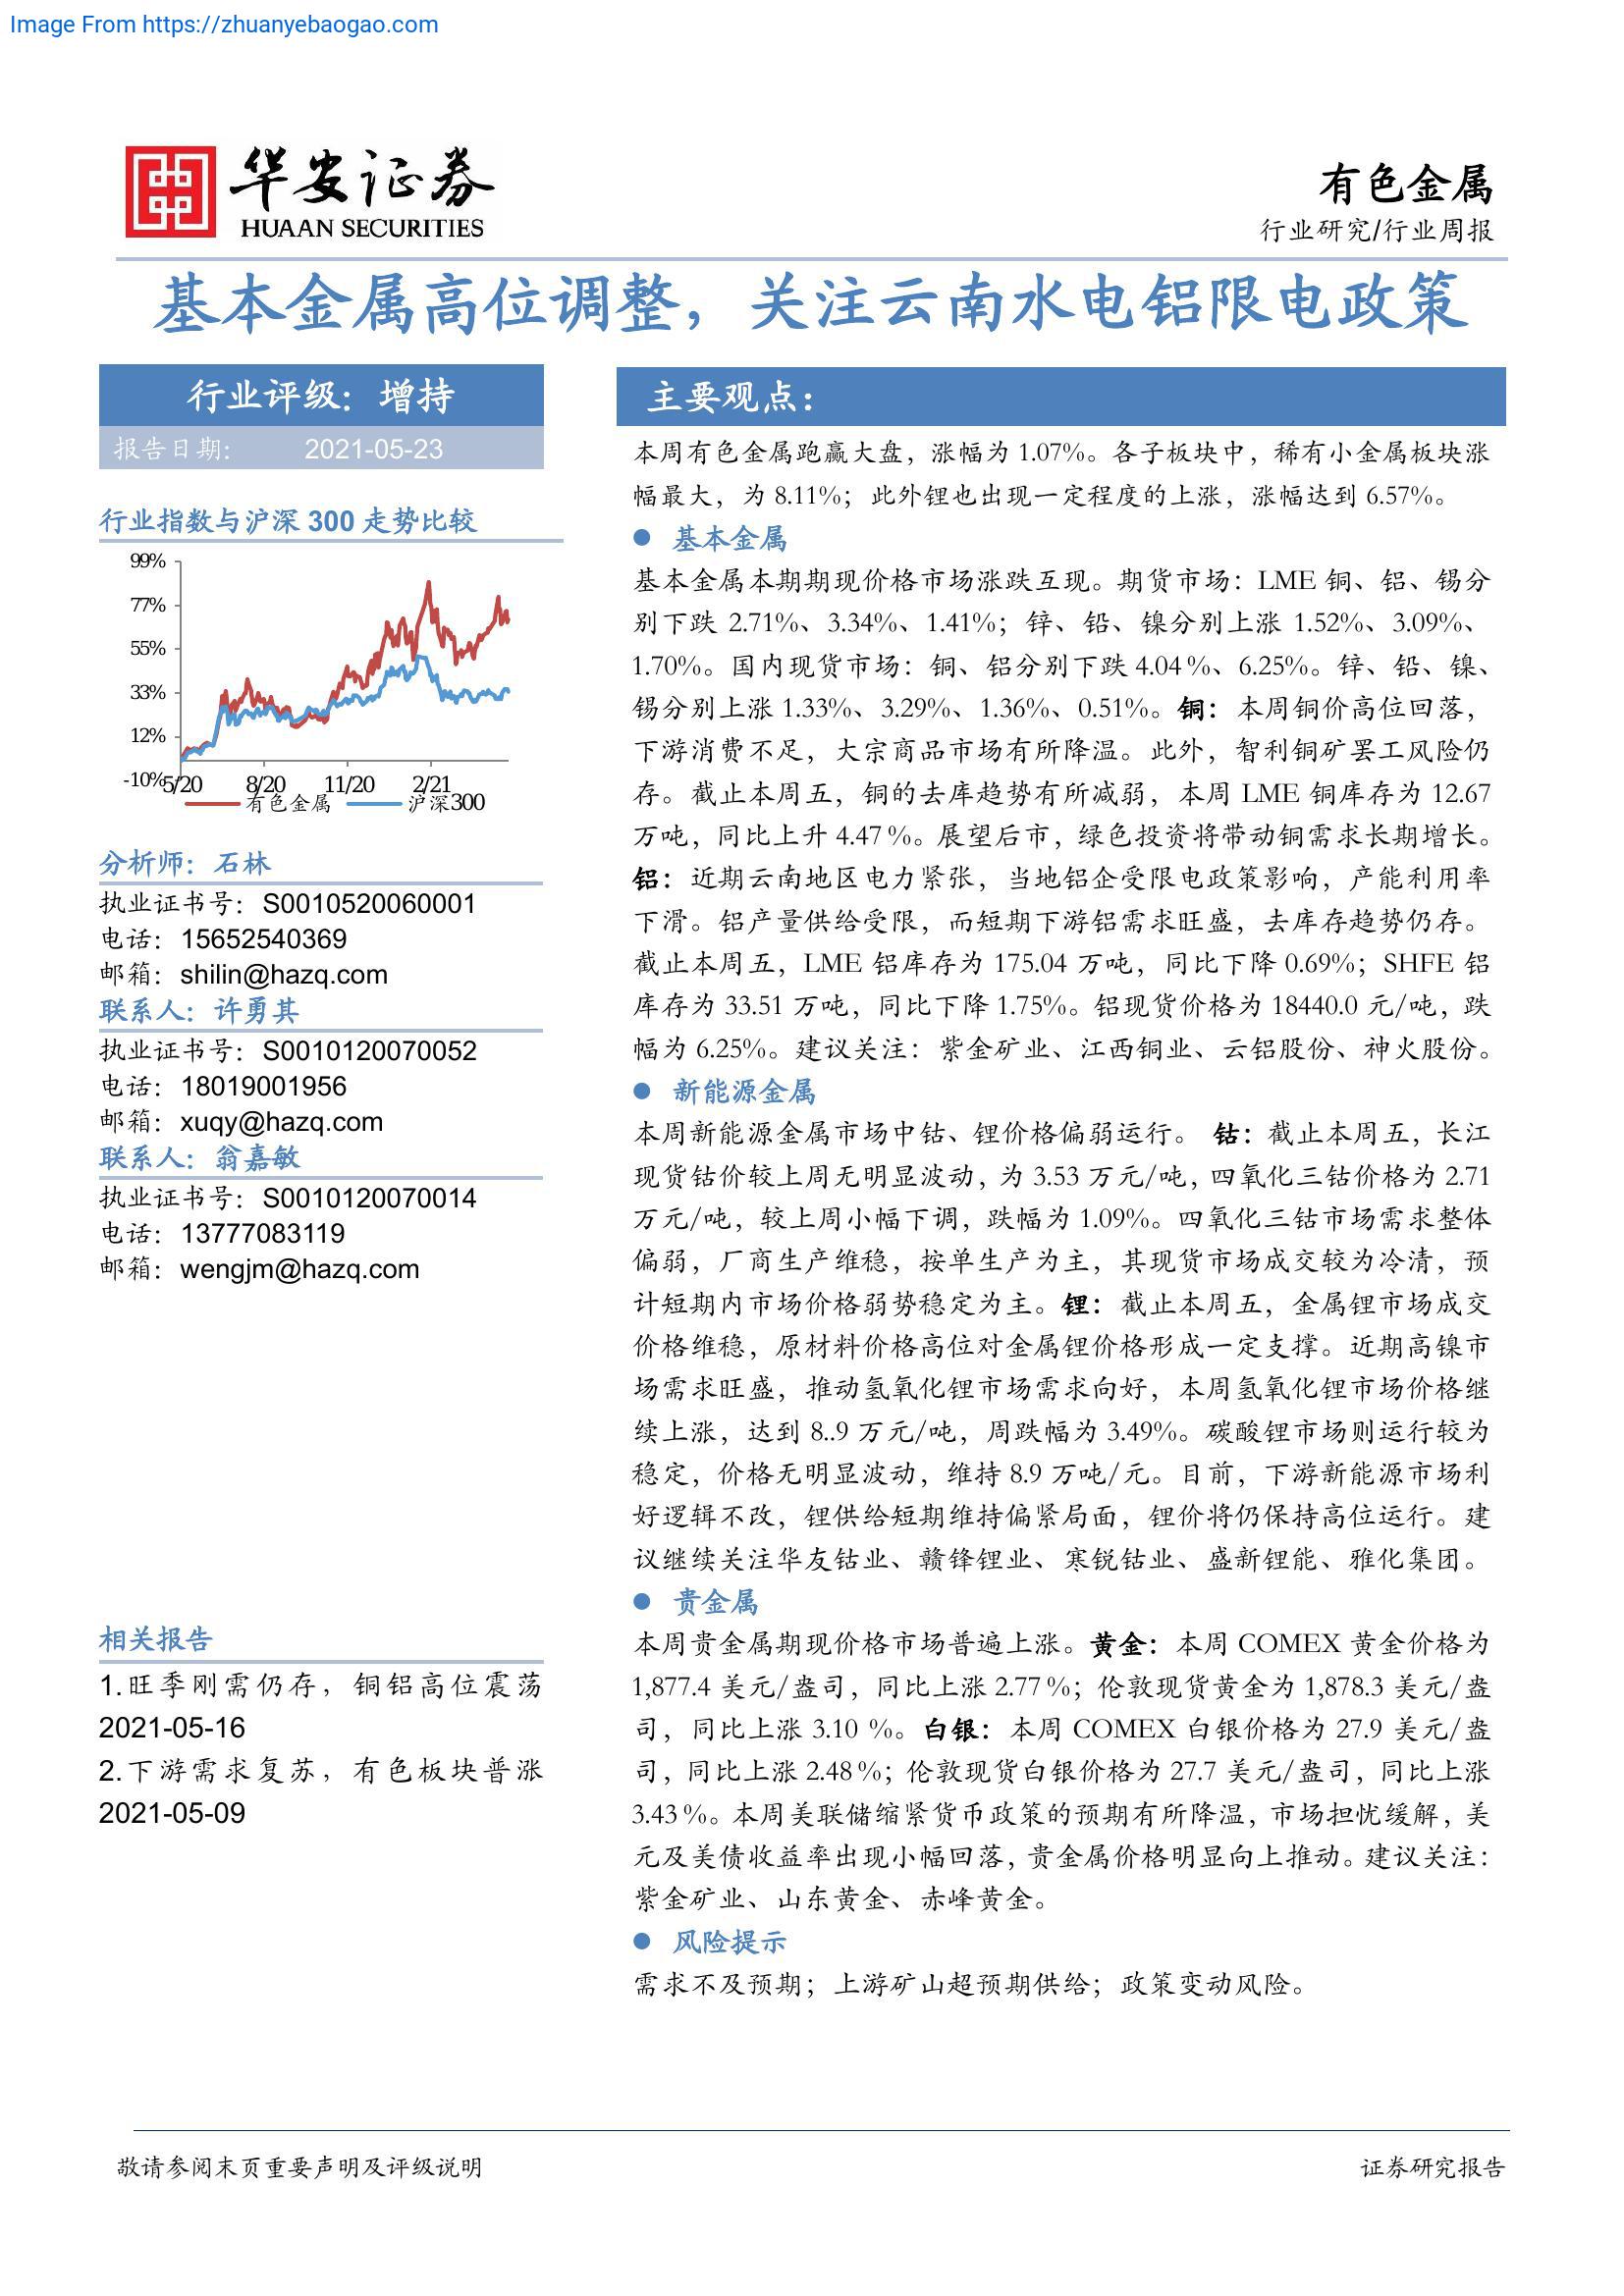 Image From https://zhuanyebaogao.com
华安证券
HUAAN SECURITIES
有色金属
行业研究/行业周报
基本金属高位调整，关注云南水电铝限电政策
行业评级：增持
报告日期： 2021-05-23
行业指数与沪深 300 走势比较
99%
77%
55%
33%
12%
-10%
5/20 8/20 11/20 2/21
有色金属 沪深300
分析师：石林
执业证书号：S0010520060001
电话：15652540369
邮箱：shilin@hazq.com
联系人：许勇其
执业证书号：S0010120070052
电话：18019001956
邮箱：xuqy@hazq.com
联系人：翁嘉敏
执业证书号：S0010120070014
电话：13777083119
邮箱：wengjm@hazq.com
相关报告
1.旺季刚需仍存，铜铝高位震荡
2021-05-16
2.下游需求复苏，有色板块普涨
2021-05-09
主要观点：
本周有色金属跑赢大盘，涨幅为 1.07%。各子板块中，稀有小金属板块涨
幅最大，为 8.11%；此外锂也出现一定程度的上涨，涨幅达到 6.57%。
● 基本金属
基本金属本期期现价格市场涨跌互现。期货市场：LME 铜、铝、锡分
别下跌 2.71%、3.34%、1.41%；锌、铅、镍分别上涨 1.52%、3.09%、
1.70%。国内现货市场：铜、铝分别下跌 4.04％、6.25%。锌、铅、镍、
锡分别上涨 1.33%、3.29%、1.36%、0.51%。铜：本周铜价高位回落，
下游消费不足，大宗商品市场有所降温。此外，智利铜矿罢工风险仍
存。截止本周五，铜的去库趋势有所减弱，本周 LME 铜库存为 12.67
万吨，同比上升 4.47％。展望后市，绿色投资将带动铜需求长期增长。
铝：近期云南地区电力紧张，当地铝企受限电政策影响，产能利用率
下滑。铝产量供给受限，而短期下游铝需求旺盛，去库存趋势仍存。
截止本周五，LME 铝库存为 175.04 万吨，同比下降 0.69%；SHFE 铝
库存为 33.51 万吨，同比下降 1.75%。铝现货价格为 18440.0 元/吨，跌
幅为 6.25%。建议关注：紫金矿业、江西铜业、云铝股份、神火股份。
● 新能源金属
本周新能源金属市场中钴、锂价格偏弱运行。 钴：截止本周五，长江
现货钴价较上周无明显波动，为 3.53 万元/吨，四氧化三钴价格为 2.71
万元/吨，较上周小幅下调，跌幅为 1.09%。四氧化三钴市场需求整体
偏弱，厂商生产维稳，按单生产为主，其现货市场成交较为冷清，预
计短期内市场价格弱势稳定为主。锂：截止本周五，金属锂市场成交
价格维稳，原材料价格高位对金属锂价格形成一定支撑。近期高镍市
场需求旺盛，推动氢氧化锂市场需求向好，本周氢氧化锂市场价格继
续上涨，达到 8..9 万元/吨，周跌幅为 3.49%。碳酸锂市场则运行较为
稳定，价格无明显波动，维持 8.9 万吨/元。目前，下游新能源市场利
好逻辑不改，锂供给短期维持偏紧局面，锂价将仍保持高位运行。建
议继续关注华友钴业、赣锋锂业、寒锐钴业、盛新锂能、雅化集团。
● 贵金属
本周贵金属期现价格市场普遍上涨。黄金：本周 COMEX 黄金价格为
1,877.4 美元/盎司，同比上涨 2.77％；伦敦现货黄金为 1,878.3 美元/盎
司，同比上涨 3.10 %。白银：本周 COMEX 白银价格为 27.9 美元/盎
司，同比上涨 2.48％；伦敦现货白银价格为 27.7 美元/盎司，同比上涨
3.43％。本周美联储缩紧货币政策的预期有所降温，市场担忧缓解，美
元及美债收益率出现小幅回落，贵金属价格明显向上推动。建议关注：
紫金矿业、山东黄金、赤峰黄金。
● 风险提示
需求不及预期；上游矿山超预期供给；政策变动风险。
敬请参阅末页重要声明及评级说明
证券研究报告